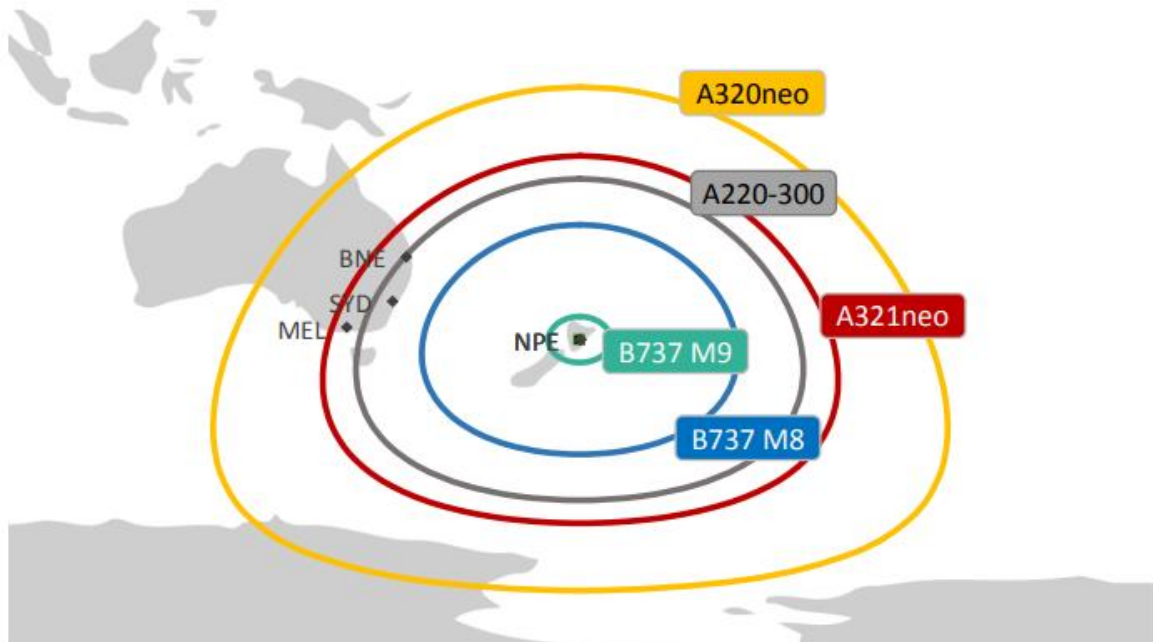 A320neo
A220-300
BNE
SYD
A321neo
MEL
NPE
B737 M9
B737 M8